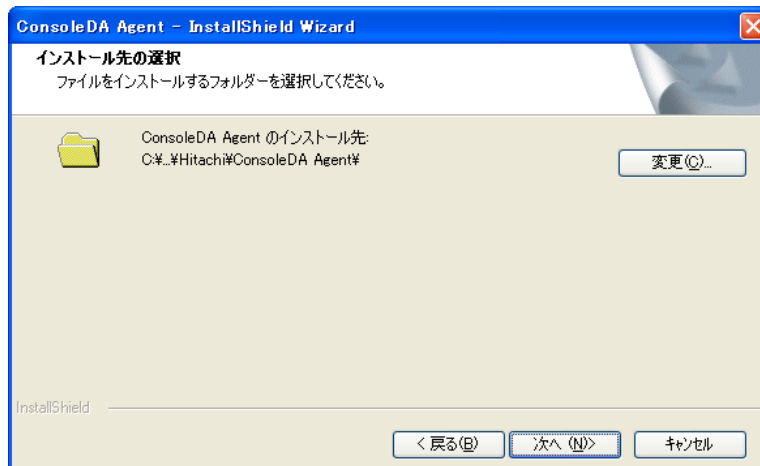 ConsoleDA Agent - InstallShield Wizard
インストール先の選択
ファイルをインストールするフォルダーを選択してください。
ConsoleDA Agent のインストール先:
C:¥...¥Hitachi¥ConsoleDA Agent¥
変更(C)...
InstallShield
< 戻る(B)
次へ (N)>
キャンセル